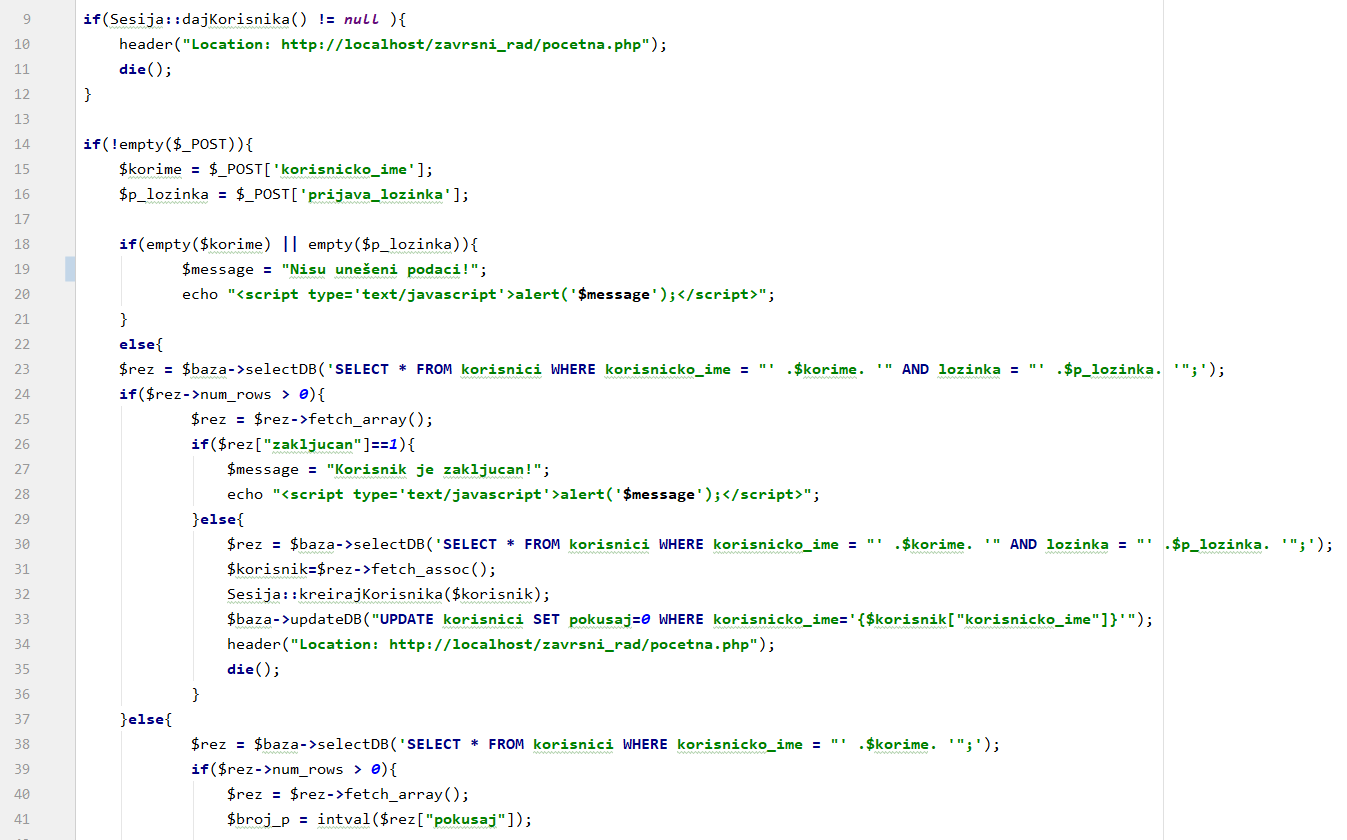 9 if(Sesija::dajKorisnika() != null ){
10 header("Location: http://localhost/zavrsni_rad/pocetna.php");
11 die();
12 }
13
14 if(!empty($_POST)){
15 $korime = $_POST['korisnicko_ime'];
16 $p_lozinka = $_POST['prijava_lozinka'];
17
18 if(empty($korime) || empty($p_lozinka)){
19 $message = "Nisu unešeni podaci!";
20 echo "<script type='text/javascript'>alert('$message');</script>";
21 }
22 else{
23 $rez = $baza->selectDB('SELECT * FROM korisnici WHERE korisnicko_ime = "' .$korime. '" AND lozinka = "' .$p_lozinka. '";');
24 if($rez->num_rows > 0){
25 $rez = $rez->fetch_array();
26 if($rez["zakljucan"]==1){
27 $message = "Korisnik je zakljucan!";
28 echo "<script type='text/javascript'>alert('$message');</script>";
29 }else{
30 $rez = $baza->selectDB('SELECT * FROM korisnici WHERE korisnicko_ime = "' .$korime. '" AND lozinka = "' .$p_lozinka. '";');
31 $korisnik=$rez->fetch_assoc();
32 Sesija::kreirajKorisnika($korisnik);
33 $baza->updateDB("UPDATE korisnici SET pokusaj=0 WHERE korisnicko_ime='{$korisnik["korisnicko_ime"]}'");
34 header("Location: http://localhost/zavrsni_rad/pocetna.php");
35 die();
36 }
37 }else{
38 $rez = $baza->selectDB('SELECT * FROM korisnici WHERE korisnicko_ime = "' .$korime. '";');
39 if($rez->num_rows > 0){
40 $rez = $rez->fetch_array();
41 $broj_p = intval($rez["pokusaj"]);